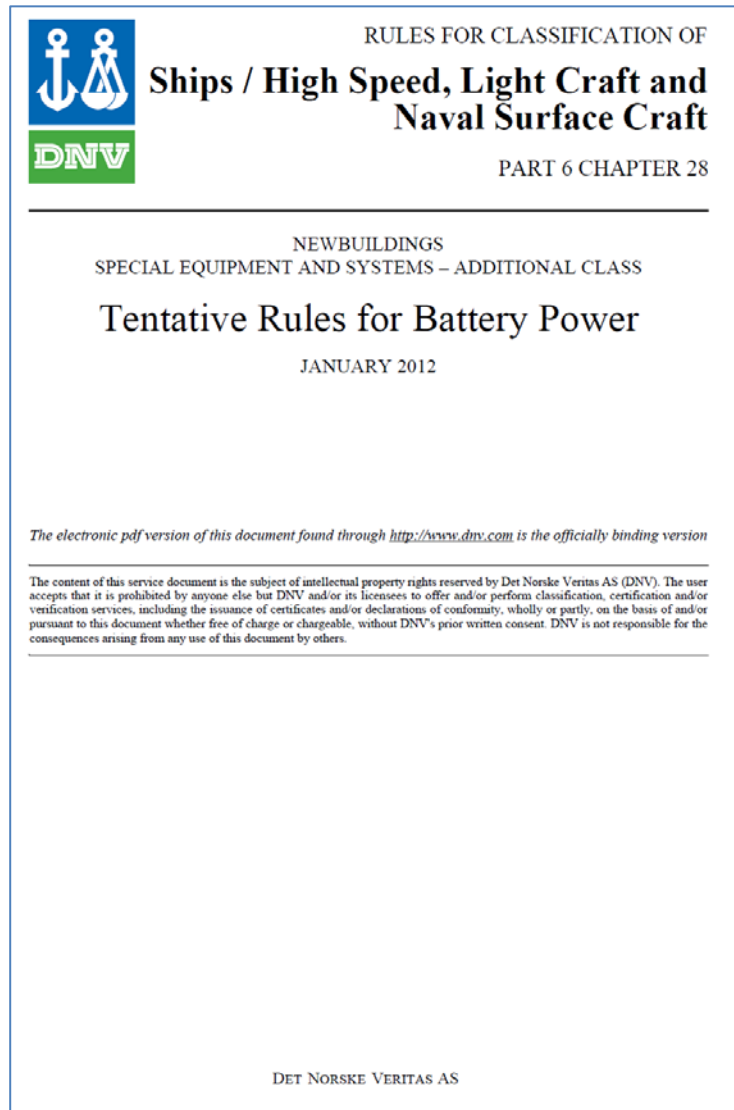 RULES FOR CLASSIFICATION OF
Ships / High Speed, Light Craft and
Naval Surface Craft
DNV
PART 6 CHAPTER 28
NEWBUILDINGS
SPECIAL EQUIPMENT AND SYSTEMS – ADDITIONAL CLASS
Tentative Rules for Battery Power
JANUARY 2012
The electronic pdf version of this document found through http://www.dnv.com is the officially binding version
The content of this service document is the subject of intellectual property rights reserved by Det Norske Veritas AS (DNV). The user
accepts that it is prohibited by anyone else but DNV and/or its licensees to offer and/or perform classification, certification and/or
verification services, including the issuance of certificates and/or declarations of conformity, wholly or partly, on the basis of and/or
pursuant to this document whether free of charge or chargeable, without DNV's prior written consent. DNV is not responsible for the
consequences arising from any use of this document by others.
DET NORSKE VERITAS AS